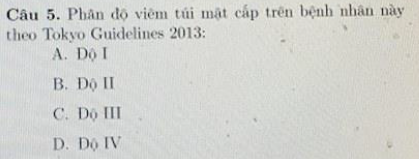 Câu 5. Phân độ viêm túi mật cấp trên bệnh nhân này
theo Tokyo Guidelines 2013:
A. Độ I
B. Độ II
C. Độ III
D. Độ IV